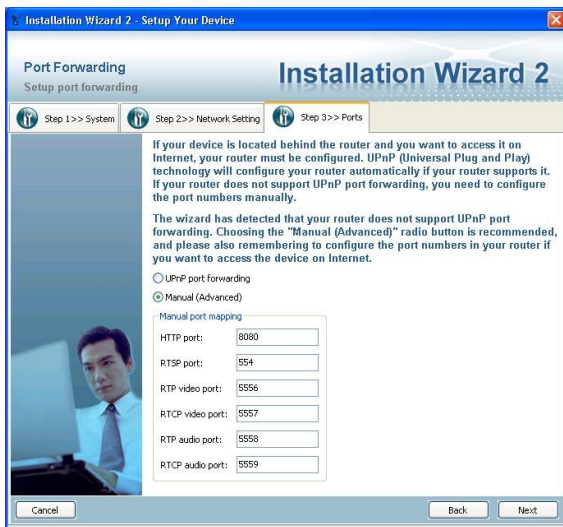 Installation Wizard 2 - Setup Your Device
Port Forwarding
Setup port forwarding
Installation Wizard 2
Step 1>> System
Step 2>> Network Setting
Step 3>> Ports
If your device is located behind the router and you want to access it on
Internet, your router must be configured. UPnP (Universal Plug and Play)
technology will configure your router automatically if your router supports it.
If your router does not support UPnP port forwarding, you need to configure
the port numbers manually.
The wizard has detected that your router does not support UPnP port
forwarding. Choosing the "Manual (Advanced)" radio button is recommended,
and please also remembering to configure the port numbers in your router if
you want to access the device on Internet.
UPnP port forwarding
Manual (Advanced)
Manual port mapping
HTTP port: 8080
RTSP port: 554
RTP video port: 5556
RTCP video port: 5557
RTP audio port: 5558
RTCP audio port: 5559
Cancel
Back
Next